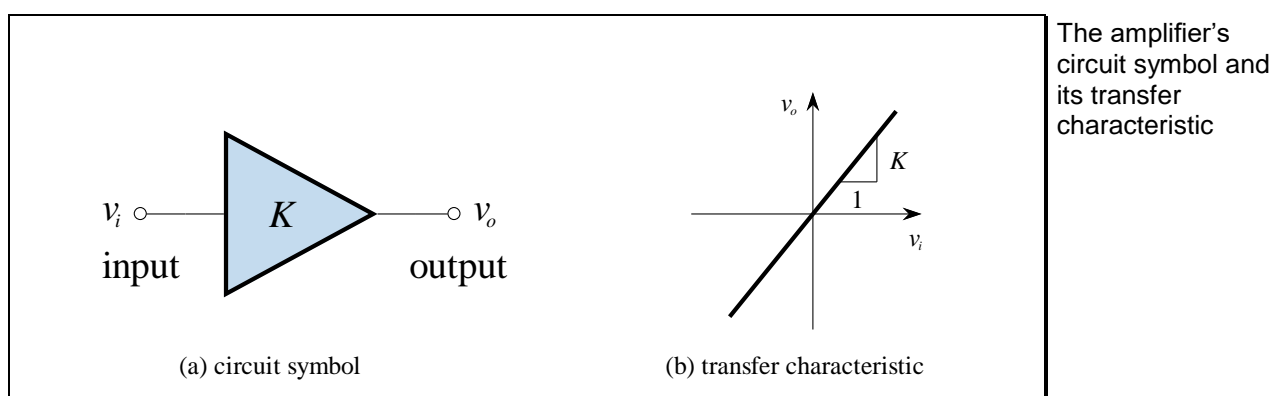 The amplifier’s
circuit symbol and
its transfer
characteristic
v_i
K
v_o
input
output
(a) circuit symbol
v_o
K
1
v_i
(b) transfer characteristic